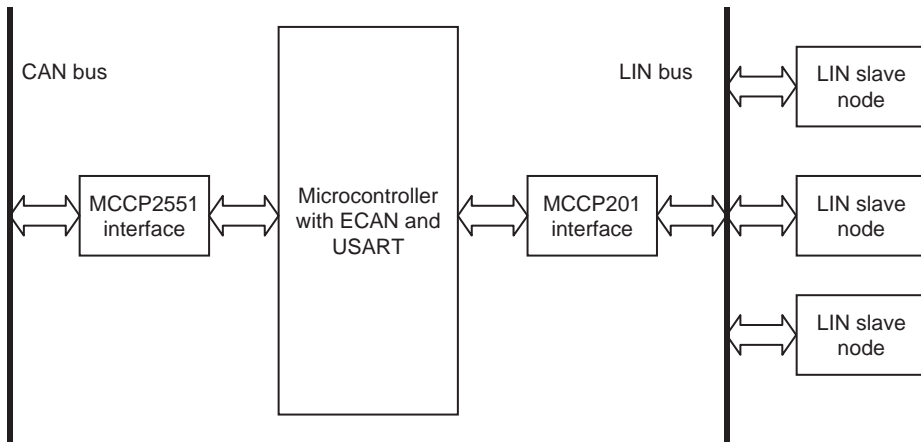 CAN bus
MCCP2551
interface
Microcontroller
with ECAN and
USART
LIN bus
MCCP201
interface
LIN slave
node
LIN slave
node
LIN slave
node